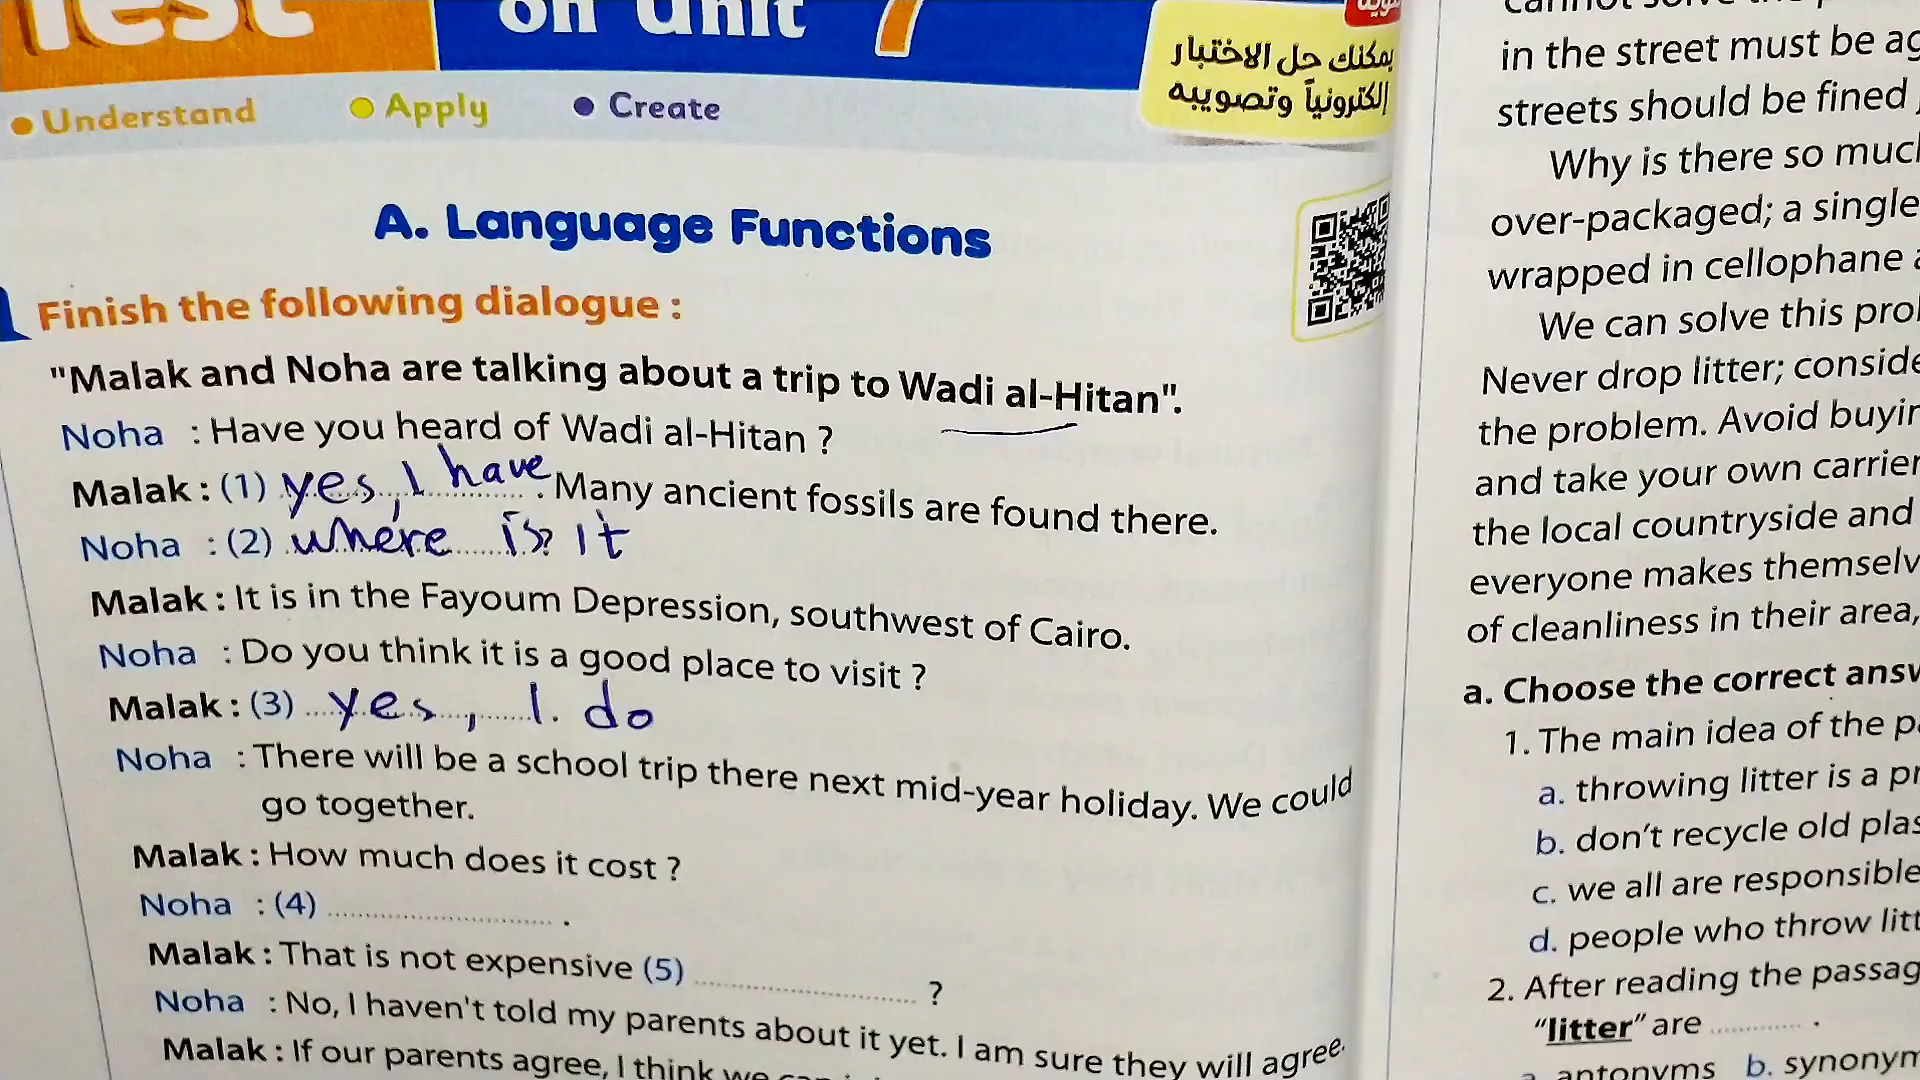 Test on Unit 7
يمكنك حل الاختبار
إلكترونياً وتصويبه
Understand Apply Create
A. Language Functions
Finish the following dialogue :
"Malak and Noha are talking about a trip to Wadi al-Hitan".
Noha : Have you heard of Wadi al-Hitan ?
Malak : (1) yes, I have. Many ancient fossils are found there.
Noha : (2) where is it ?
Malak : It is in the Fayoum Depression, southwest of Cairo.
Noha : Do you think it is a good place to visit ?
Malak : (3) yes, I do.
Noha : There will be a school trip there next mid-year holiday. We could
go together.
Malak : How much does it cost ?
Noha : (4) .................... .
Malak : That is not expensive (5) .................... ?
Noha : No, I haven't told my parents about it yet. I am sure they will agree.
Malak : If our parents agree, I think we
in the street must be
streets should be fined
Why is there so
over-packaged; a single
wrapped in cellophane
We can solve this
Never drop litter;
the problem. Avoid
and take your own carrier
the local countryside and
everyone makes
of cleanliness in their area,
a. Choose the correct
1. The main idea of the
a. throwing litter is a
b. don't recycle old
c. we all are responsible
d. people who throw
2. After reading the
"litter" are ............ .
antonyms b.